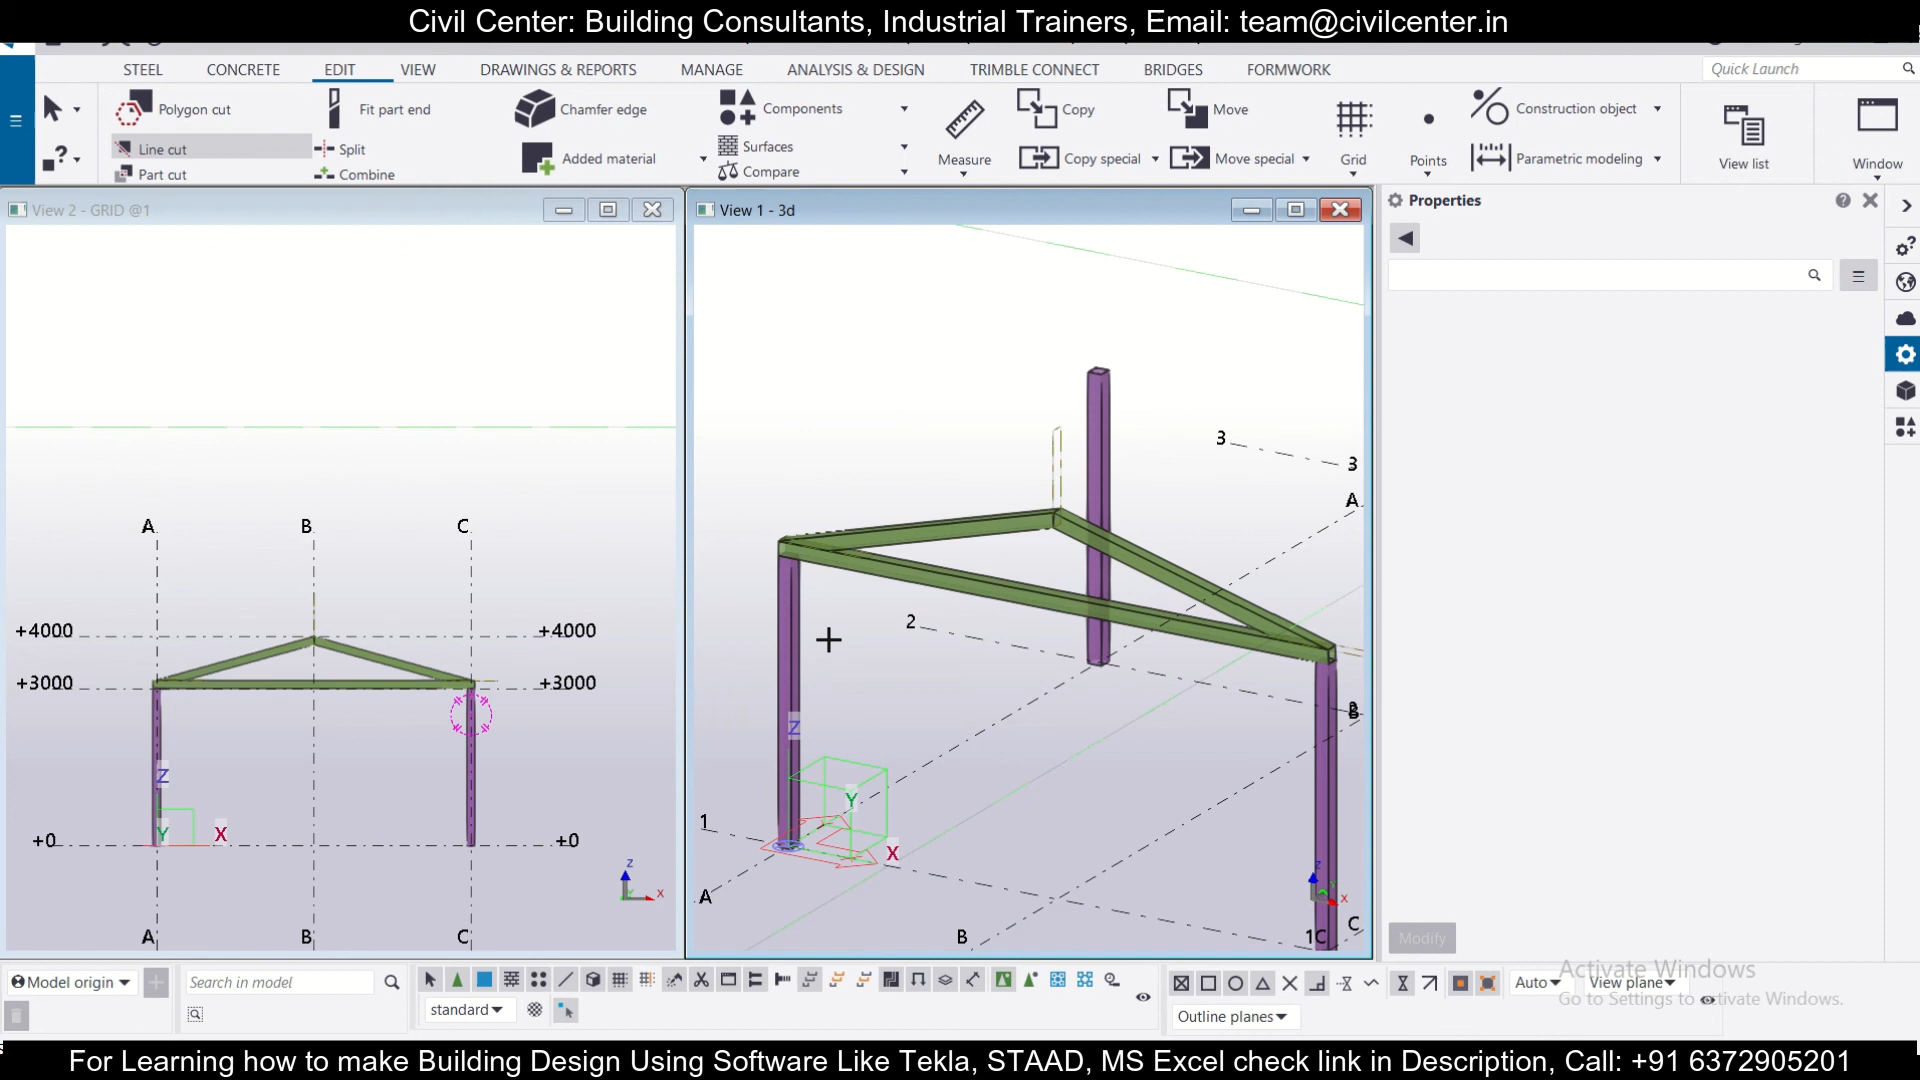 Civil Center: Building Consultants, Industrial Trainers, Email: team@civilcenter.in
STEEL CONCRETE EDIT VIEW DRAWINGS & REPORTS MANAGE ANALYSIS & DESIGN TRIMBLE CONNECT BRIDGES FORMWORK Quick Launch
Polygon cut Fit part end Chamfer edge Components Copy Move Construction object
Line cut Split Surfaces
Added material Measure Copy special Move special Grid Points Parametric modeling View list Window
Part cut Combine Compare
View 2 - GRID @1
View 1 - 3d
Properties
A B C
+4000 +4000
+3000 +3000
Z
Y X
+0 +0
z
x
A B C
3
3
A
2
B
Z
Y
X
1
A
B
1C
C
z
x
Modify
Model origin
Search in model
standard
Auto
View plane
Outline planes
Activate Windows
Go to Settings to activate Windows.
For Learning how to make Building Design Using Software Like Tekla, STAAD, MS Excel check link in Description, Call: +91 6372905201